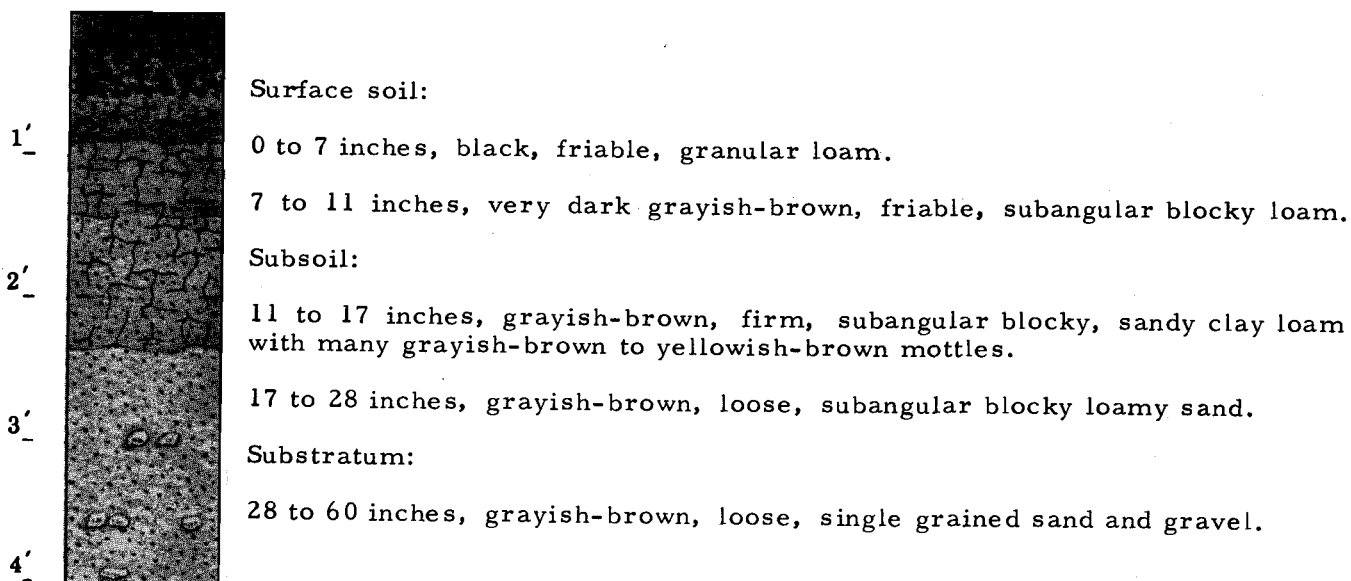 Surface soil:
1'
0 to 7 inches, black, friable, granular loam.
7 to 11 inches, very dark grayish-brown, friable, subangular blocky loam.
Subsoil:
2'
11 to 17 inches, grayish-brown, firm, subangular blocky, sandy clay loam
with many grayish-brown to yellowish-brown mottles.
17 to 28 inches, grayish-brown, loose, subangular blocky loamy sand.
3'
Substratum:
28 to 60 inches, grayish-brown, loose, single grained sand and gravel.
4'